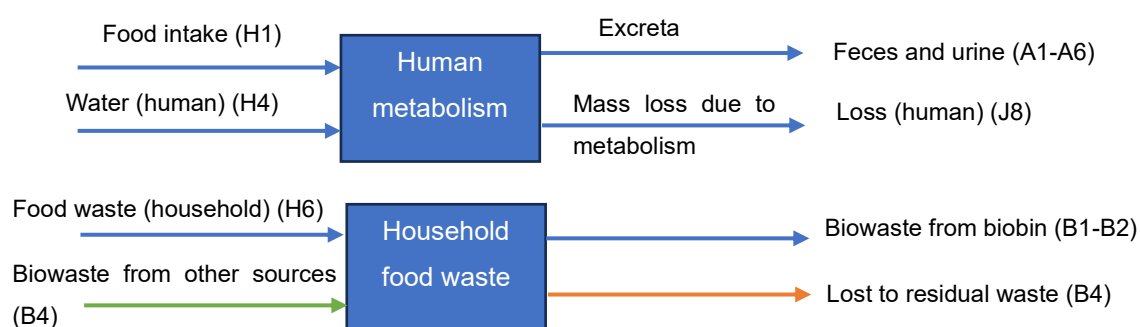 Food intake (H1)
Human
metabolism
Excreta
Feces and urine (A1-A6)
Water (human) (H4)
Mass loss due to
metabolism
Loss (human) (J8)
Food waste (household) (H6)
Household
food waste
Biowaste from biobin (B1-B2)
Biowaste from other sources
(B4)
Lost to residual waste (B4)